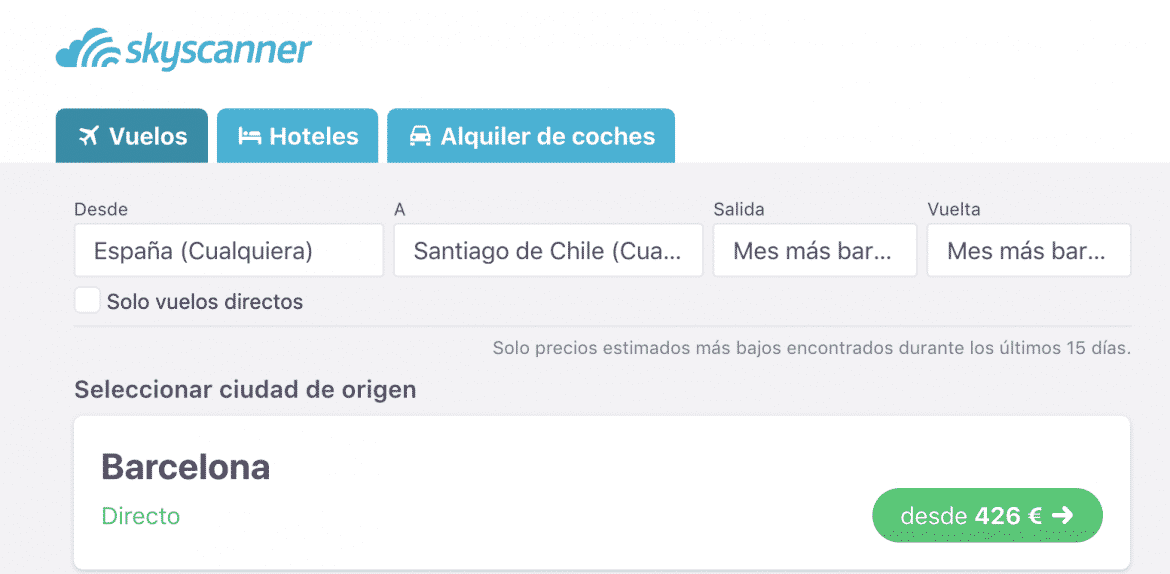 skyscanner
Vuelos Hoteles Alquiler de coches
Desde A Salida Vuelta
España (Cualquiera) Santiago de Chile (Cua... Mes más bar... Mes más bar...
Solo vuelos directos
Solo precios estimados más bajos encontrados durante los últimos 15 días.
Seleccionar ciudad de origen
Barcelona
Directo
desde 426 € →